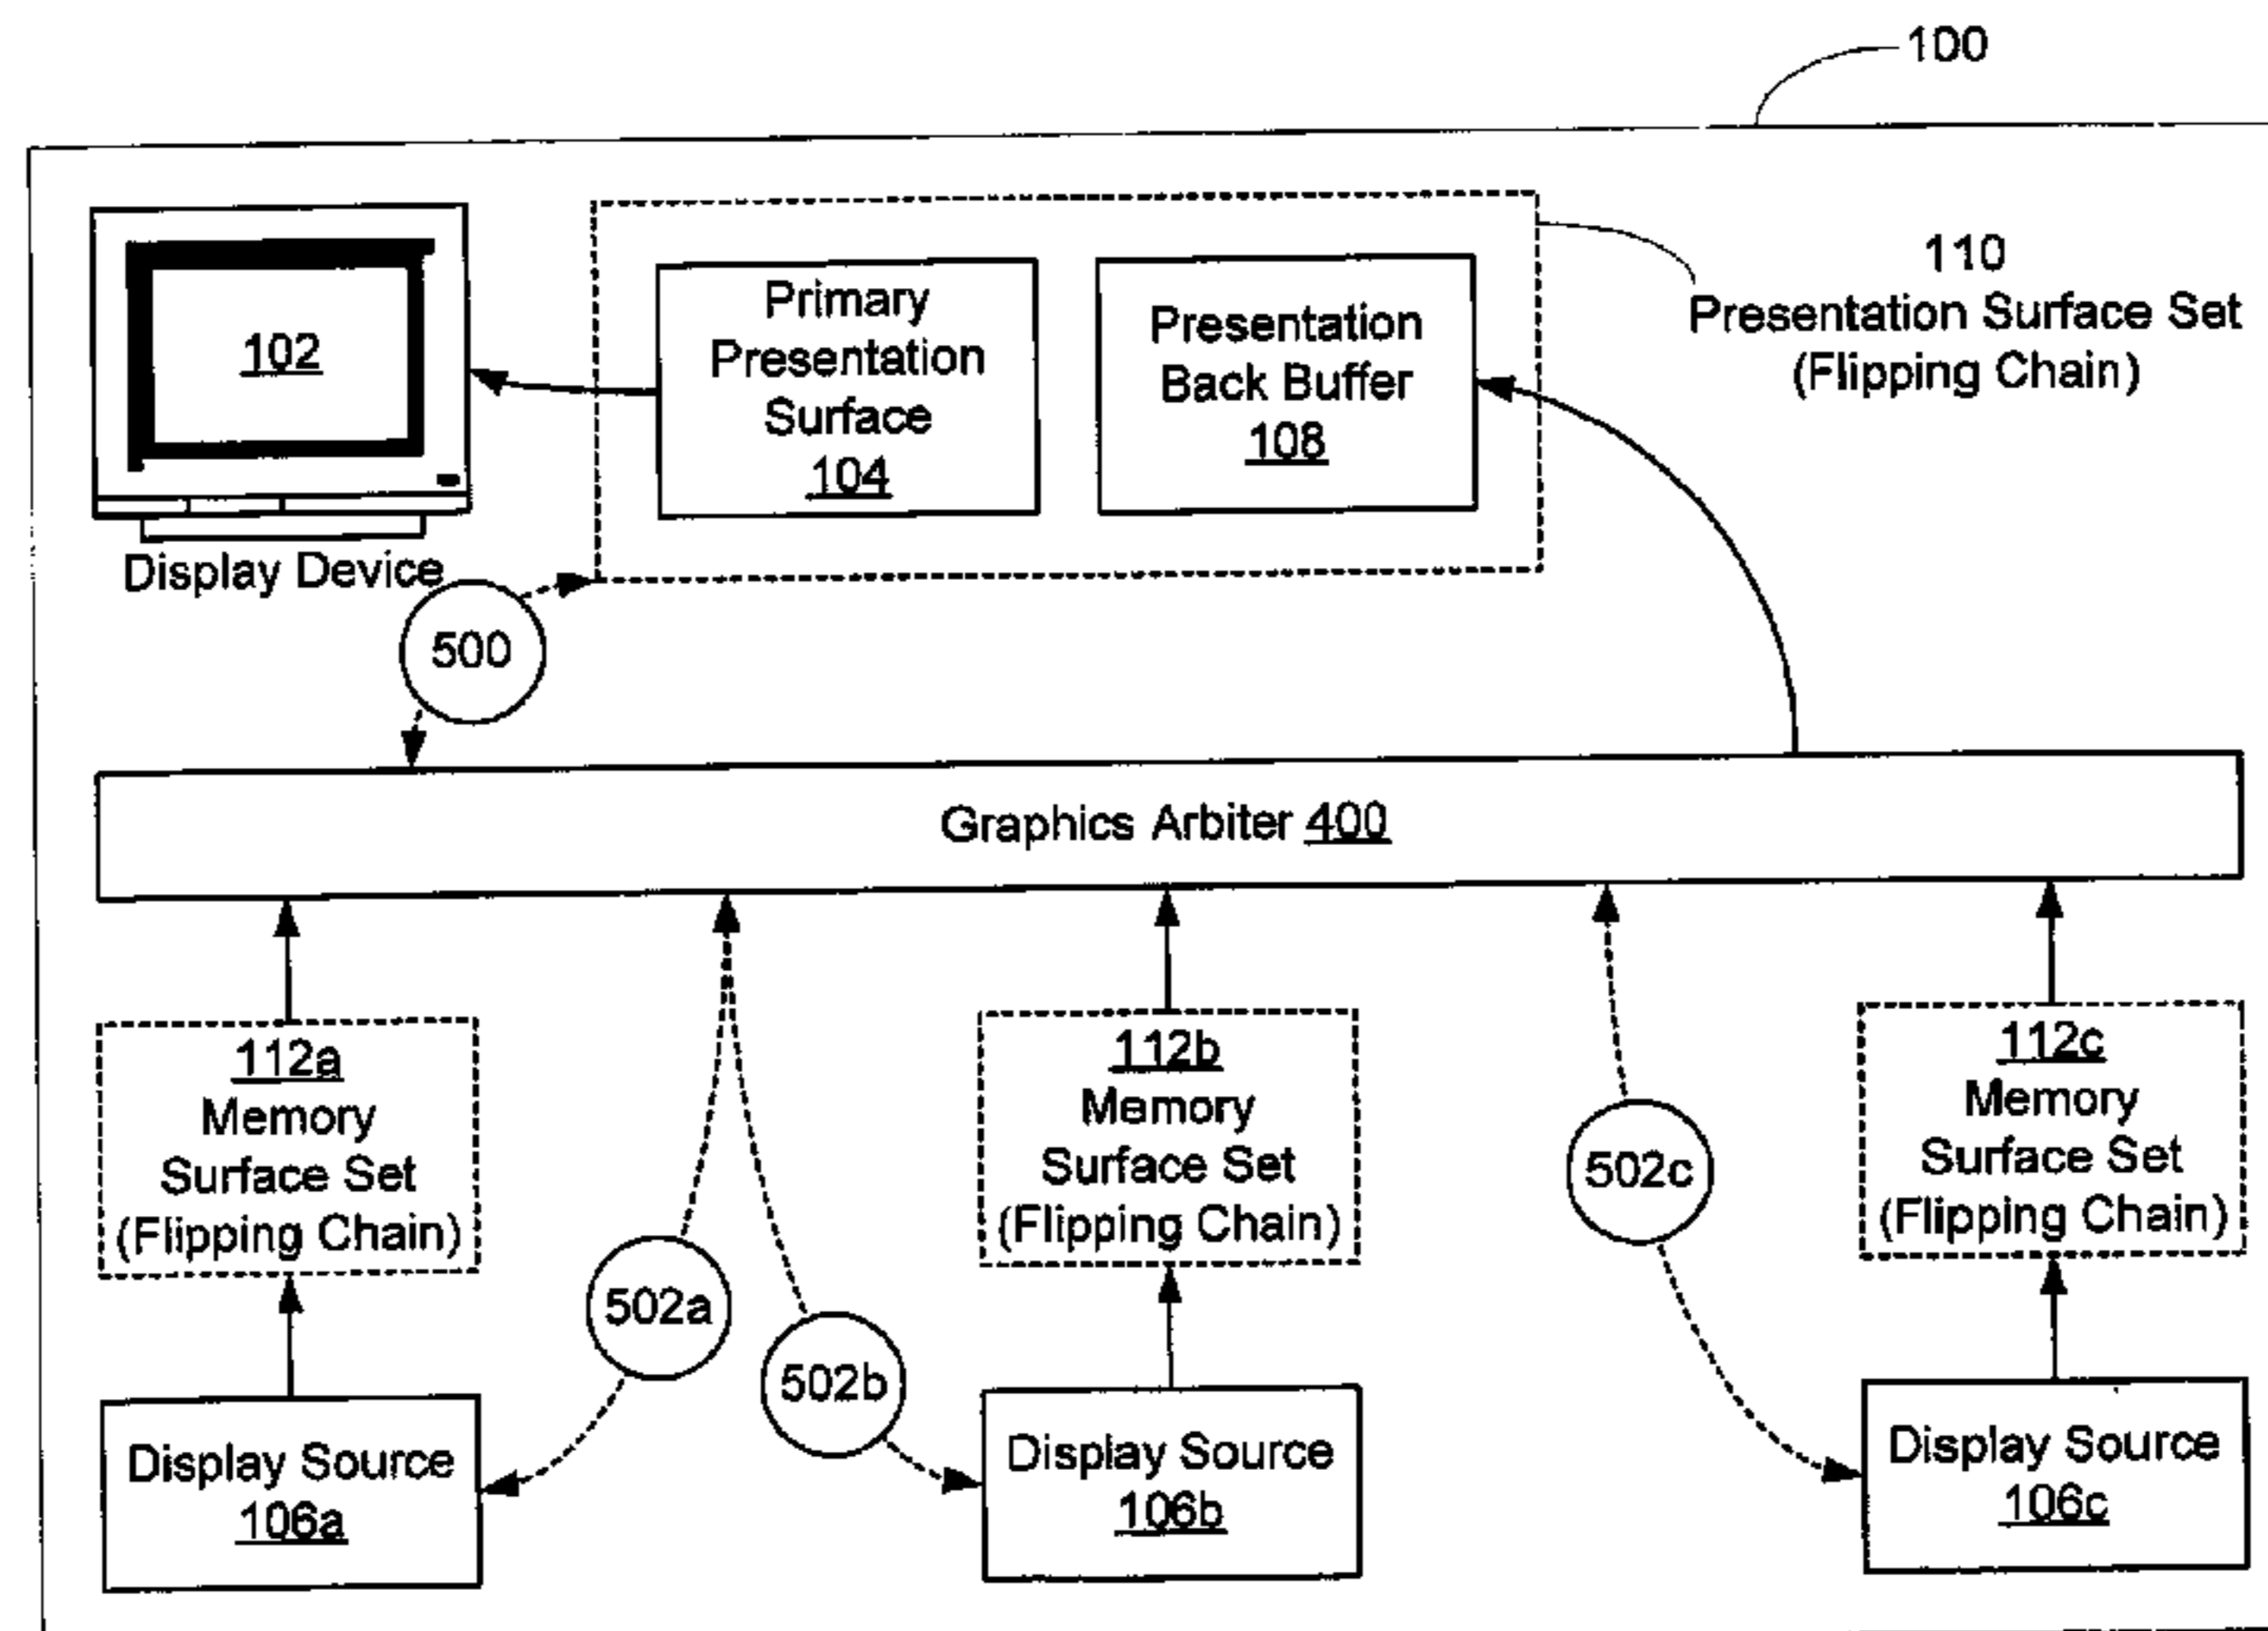 100
102
Display Device
Primary
Presentation
Surface
104
Presentation
Back Buffer
108
110
Presentation Surface Set
(Flipping Chain)
500
Graphics Arbiter 400
112a
Memory
Surface Set
(Flipping Chain)
502a
502b
112b
Memory
Surface Set
(Flipping Chain)
502c
112c
Memory
Surface Set
(Flipping Chain)
Display Source
106a
Display Source
106b
Display Source
106c